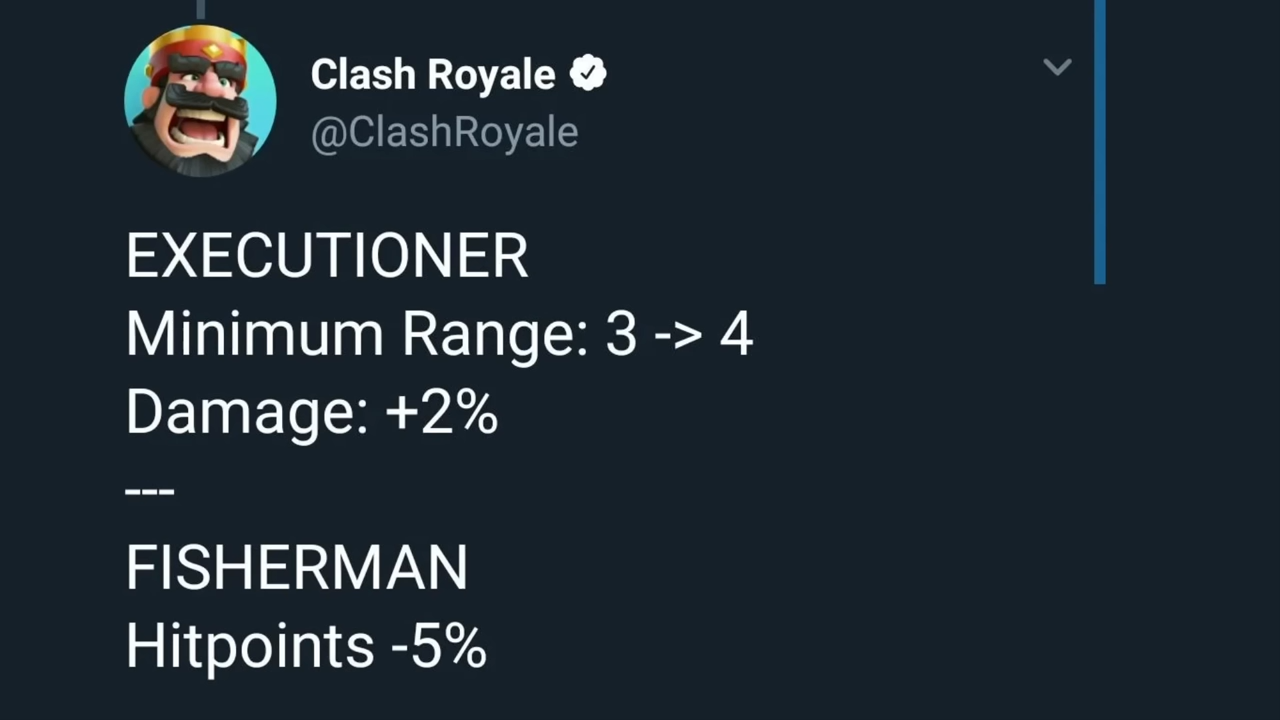 Clash Royale
@ClashRoyale
EXECUTIONER
Minimum Range: 3 -> 4
Damage: +2%
---
FISHERMAN
Hitpoints -5%